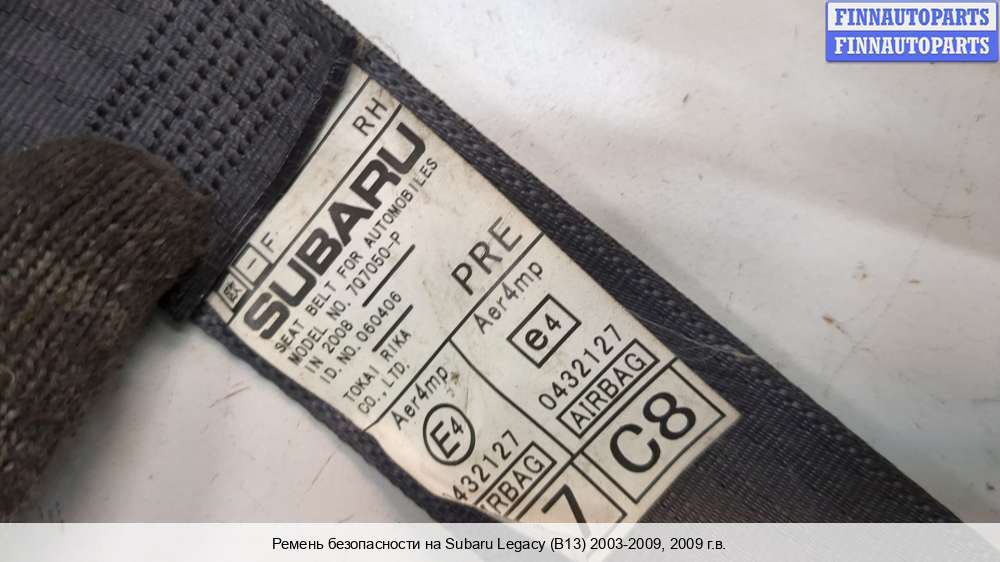 FINNAUTOPARTS
FINNAUTOPARTS
F RH
SUBARU
SEAT BELT FOR AUTOMOBILES
MODEL NO. 7Q7050-P
IN 2008
ID.NO. 060406
TOKAI RIKA
CO., LTD.
PRE
Aer4mp
E4
0432127
AIRBAG
Aer4mp
e4
0432127
AIRBAG
7
C8
Ремень безопасности на Subaru Legacy (B13) 2003-2009, 2009 г.в.